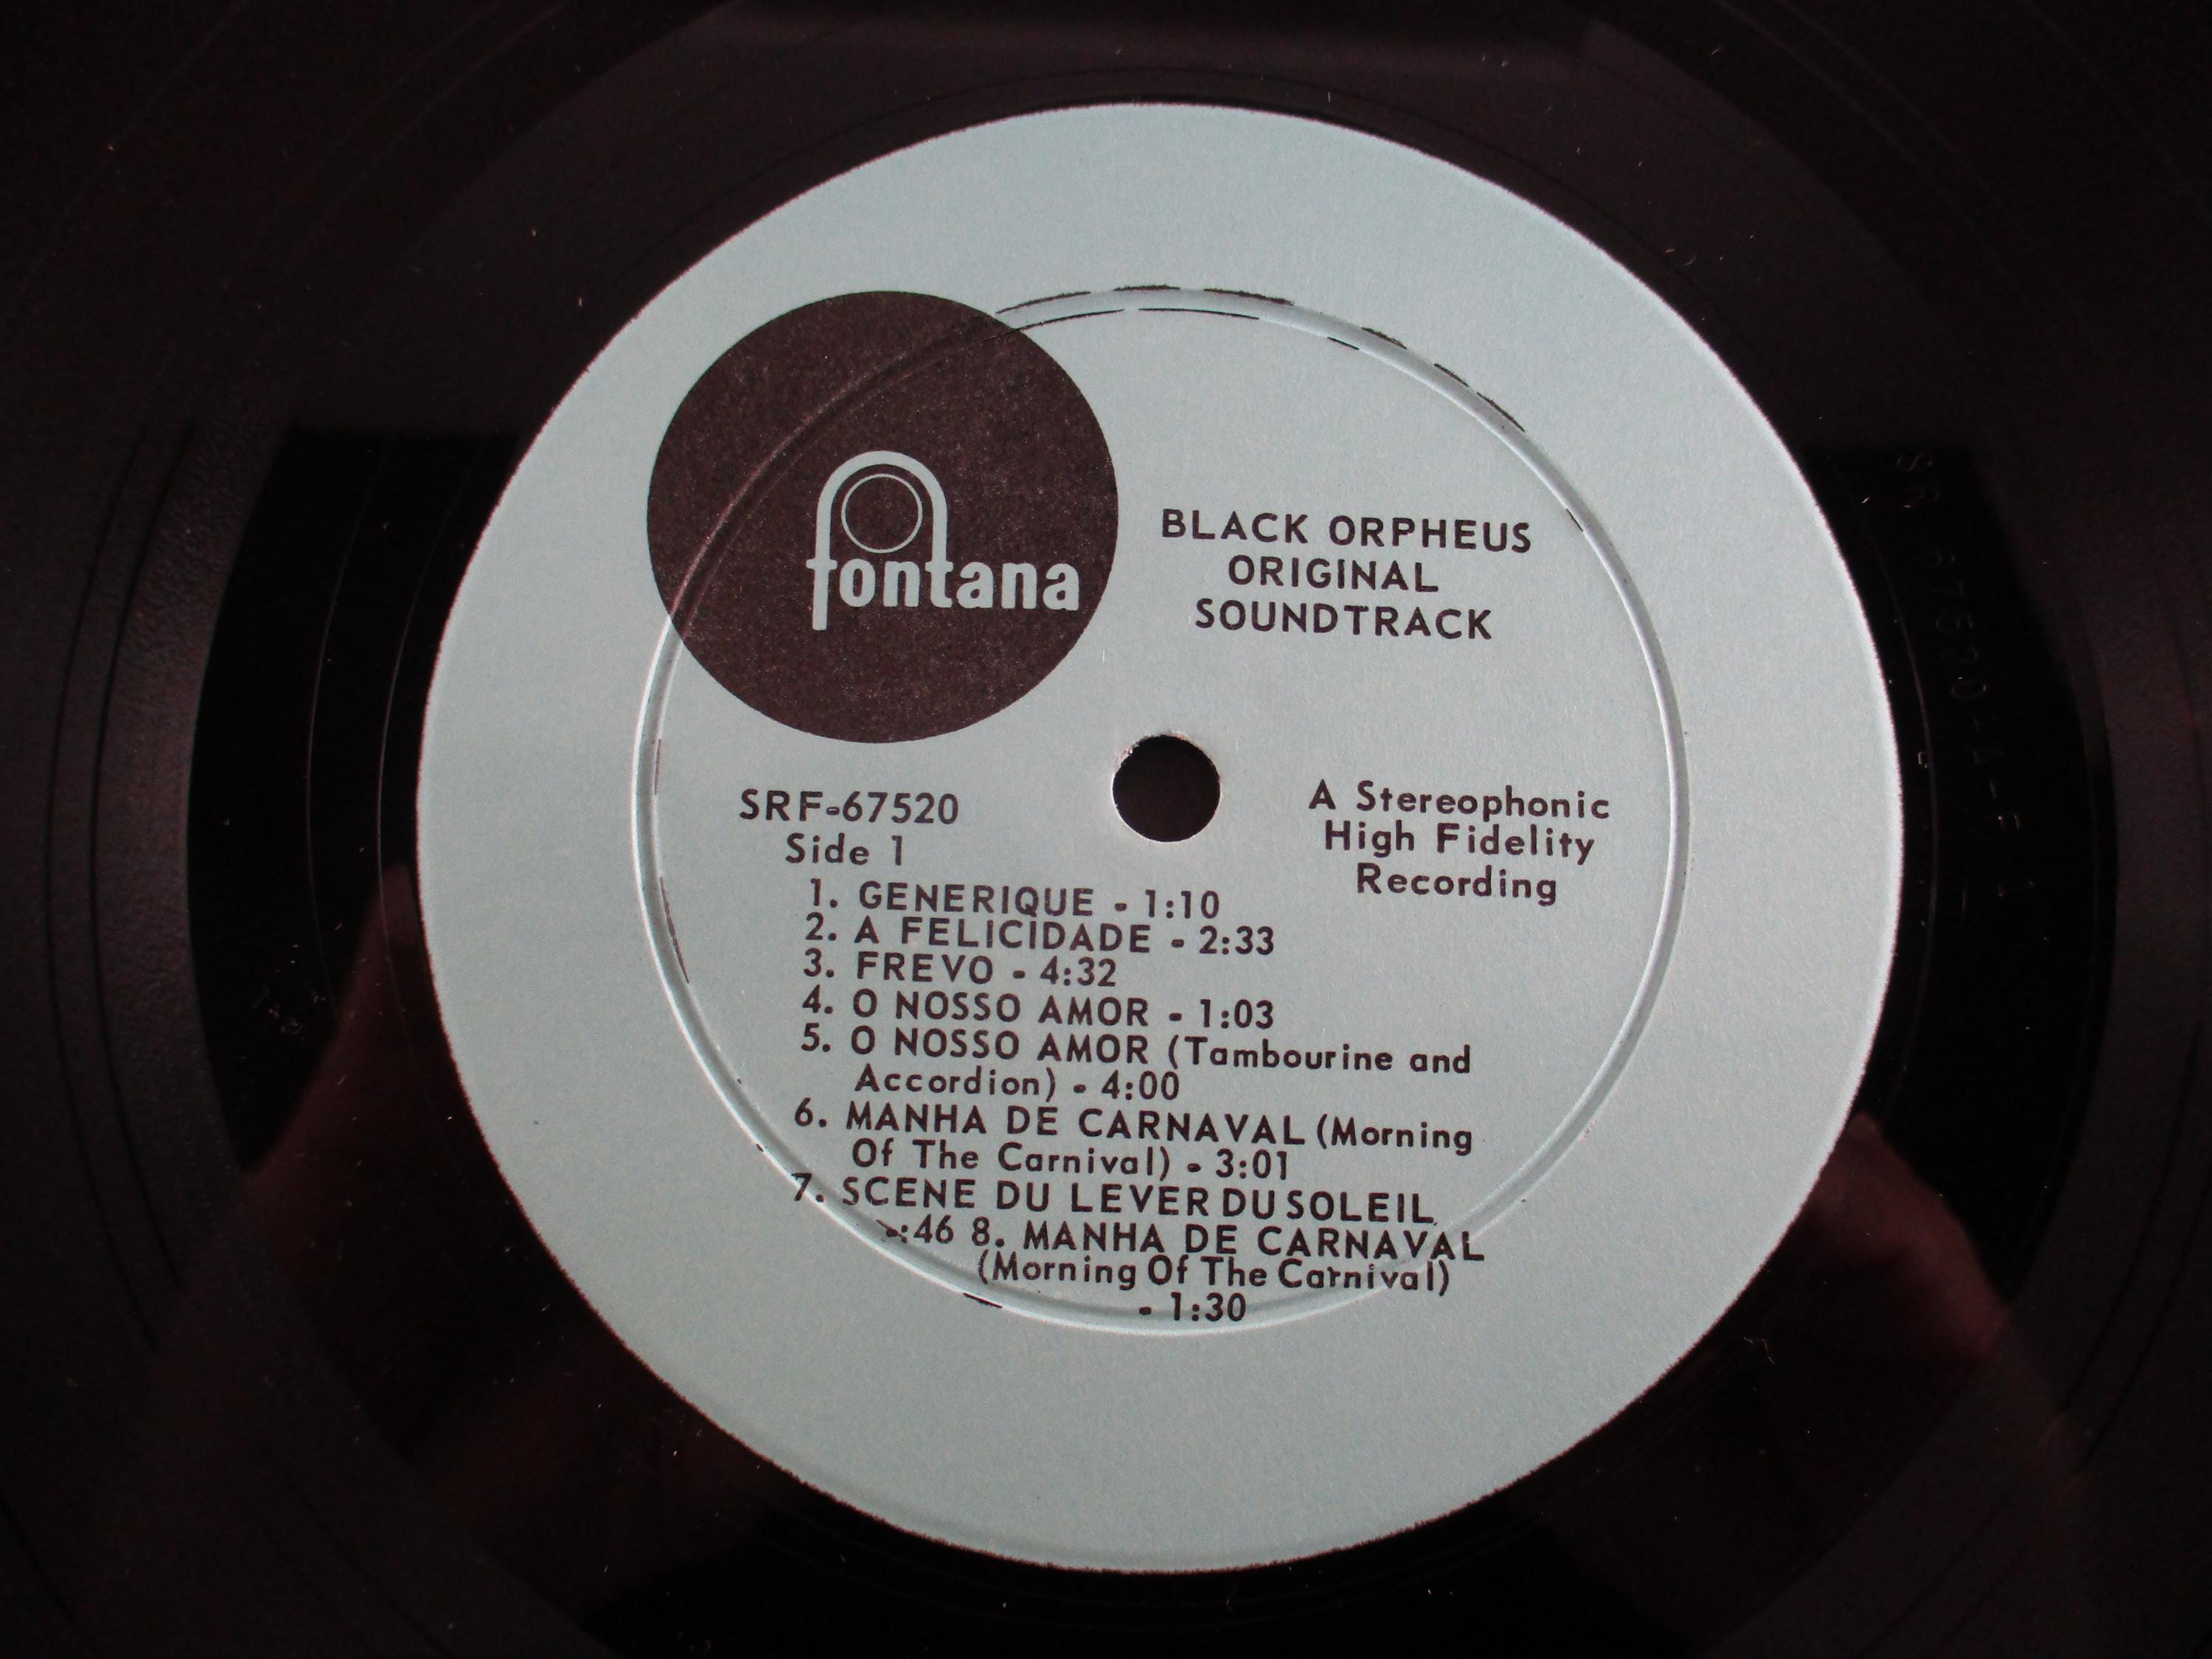 fontana
BLACK ORPHEUS
ORIGINAL
SOUNDTRACK
SRF-67520
Side 1
A Stereophonic
High Fidelity
Recording
1. GENERIQUE - 1:10
2. A FELICIDADE - 2:33
3. FREVO - 4:32
4. O NOSSO AMOR - 1:03
5. O NOSSO AMOR (Tambourine and
Accordion) - 4:00
6. MANHA DE CARNAVAL (Morning
Of The Carnival) - 3:01
7. SCENE DU LEVER DU SOLEIL
- :46 8. MANHA DE CARNAVAL
(Morning Of The Carnival)
- 1:30